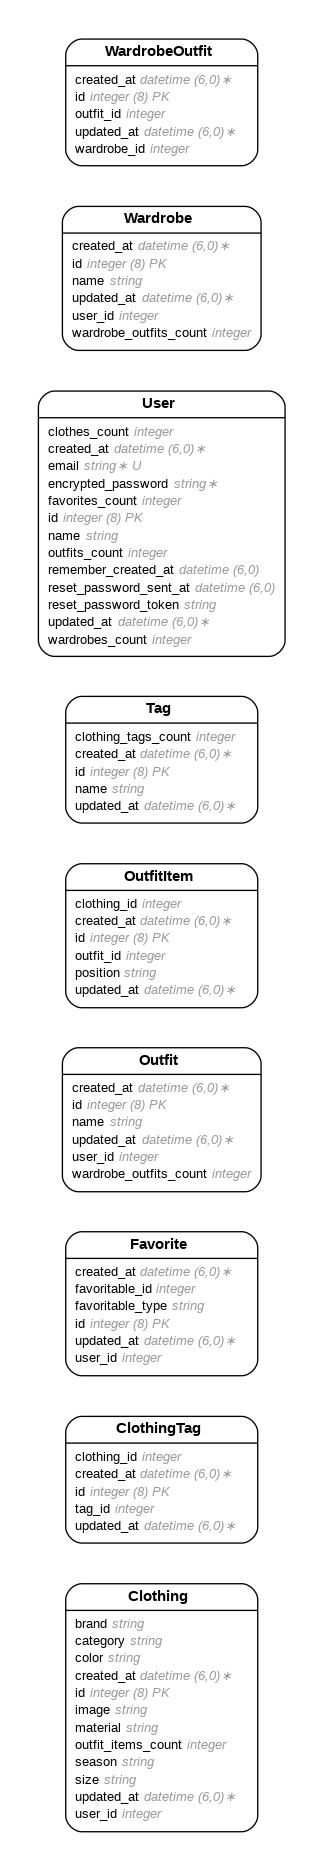 WardrobeOutfit
created_at datetime (6,0)∗
id integer (8) PK
outfit_id integer
updated_at datetime (6,0)∗
wardrobe_id integer
Wardrobe
created_at datetime (6,0)∗
id integer (8) PK
name string
updated_at datetime (6,0)∗
user_id integer
wardrobe_outfits_count integer
User
clothes_count integer
created_at datetime (6,0)∗
email string∗ U
encrypted_password string∗
favorites_count integer
id integer (8) PK
name string
outfits_count integer
remember_created_at datetime (6,0)
reset_password_sent_at datetime (6,0)
reset_password_token string
updated_at datetime (6,0)∗
wardrobes_count integer
Tag
clothing_tags_count integer
created_at datetime (6,0)∗
id integer (8) PK
name string
updated_at datetime (6,0)∗
OutfitItem
clothing_id integer
created_at datetime (6,0)∗
id integer (8) PK
outfit_id integer
position string
updated_at datetime (6,0)∗
Outfit
created_at datetime (6,0)∗
id integer (8) PK
name string
updated_at datetime (6,0)∗
user_id integer
wardrobe_outfits_count integer
Favorite
created_at datetime (6,0)∗
favoritable_id integer
favoritable_type string
id integer (8) PK
updated_at datetime (6,0)∗
user_id integer
ClothingTag
clothing_id integer
created_at datetime (6,0)∗
id integer (8) PK
tag_id integer
updated_at datetime (6,0)∗
Clothing
brand string
category string
color string
created_at datetime (6,0)∗
id integer (8) PK
image string
material string
outfit_items_count integer
season string
size string
updated_at datetime (6,0)∗
user_id integer